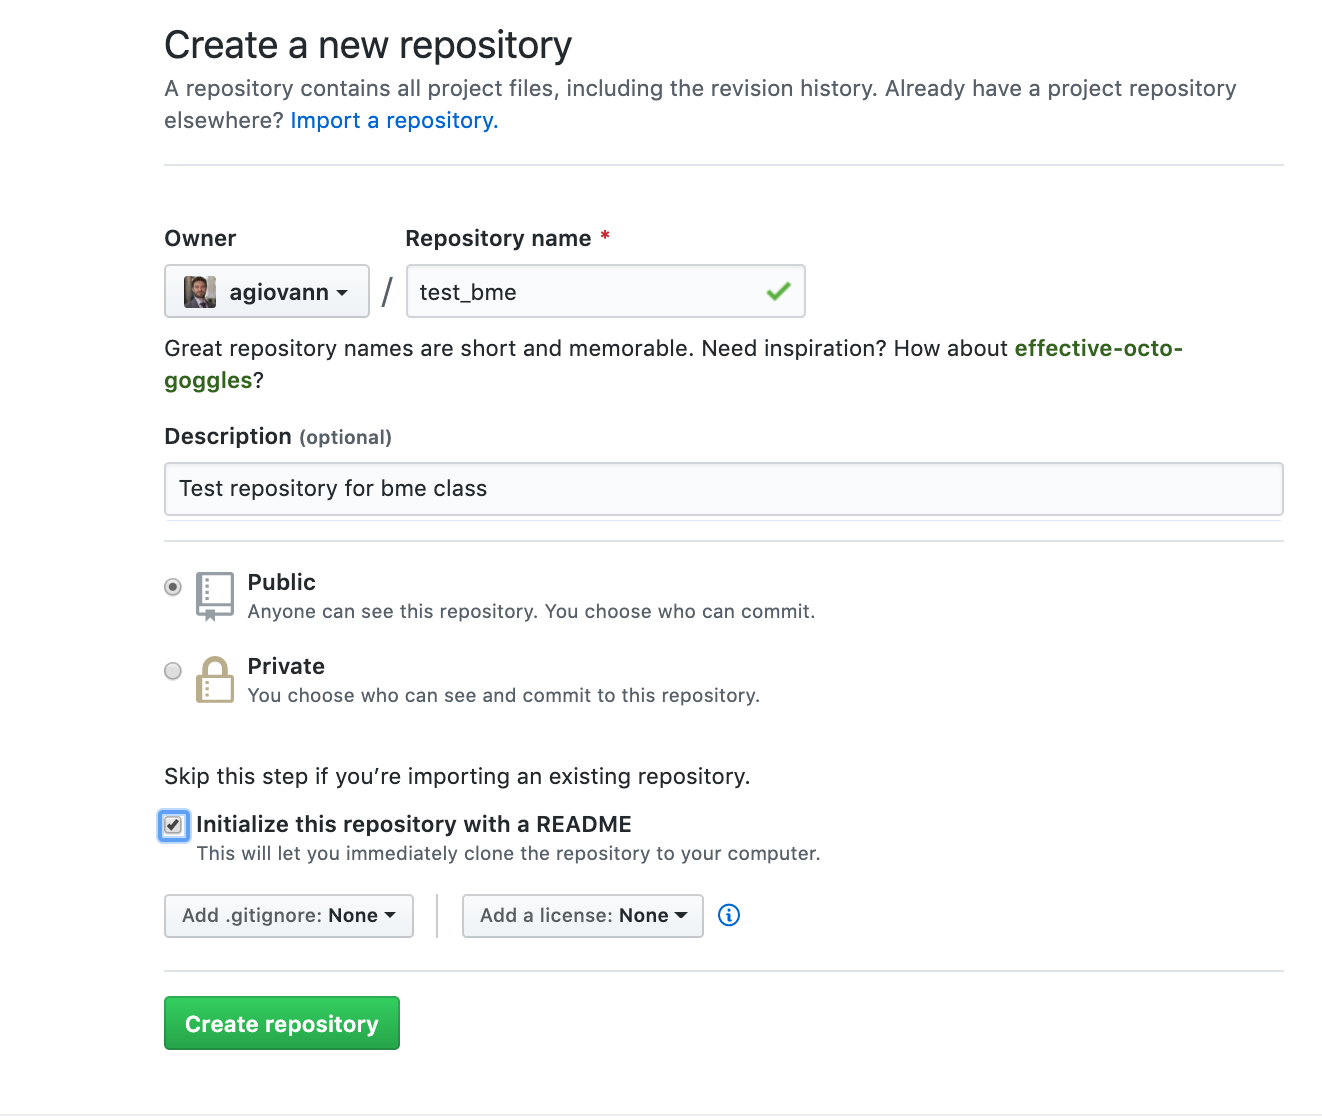 Create a new repository
A repository contains all project files, including the revision history. Already have a project repository
elsewhere? Import a repository.
Owner
Repository name *
agiovann
/
test_bme
Great repository names are short and memorable. Need inspiration? How about effective-octo-
goggles?
Description (optional)
Test repository for bme class
Public
Anyone can see this repository. You choose who can commit.
Private
You choose who can see and commit to this repository.
Skip this step if you’re importing an existing repository.
Initialize this repository with a README
This will let you immediately clone the repository to your computer.
Add .gitignore: None
Add a license: None
Create repository